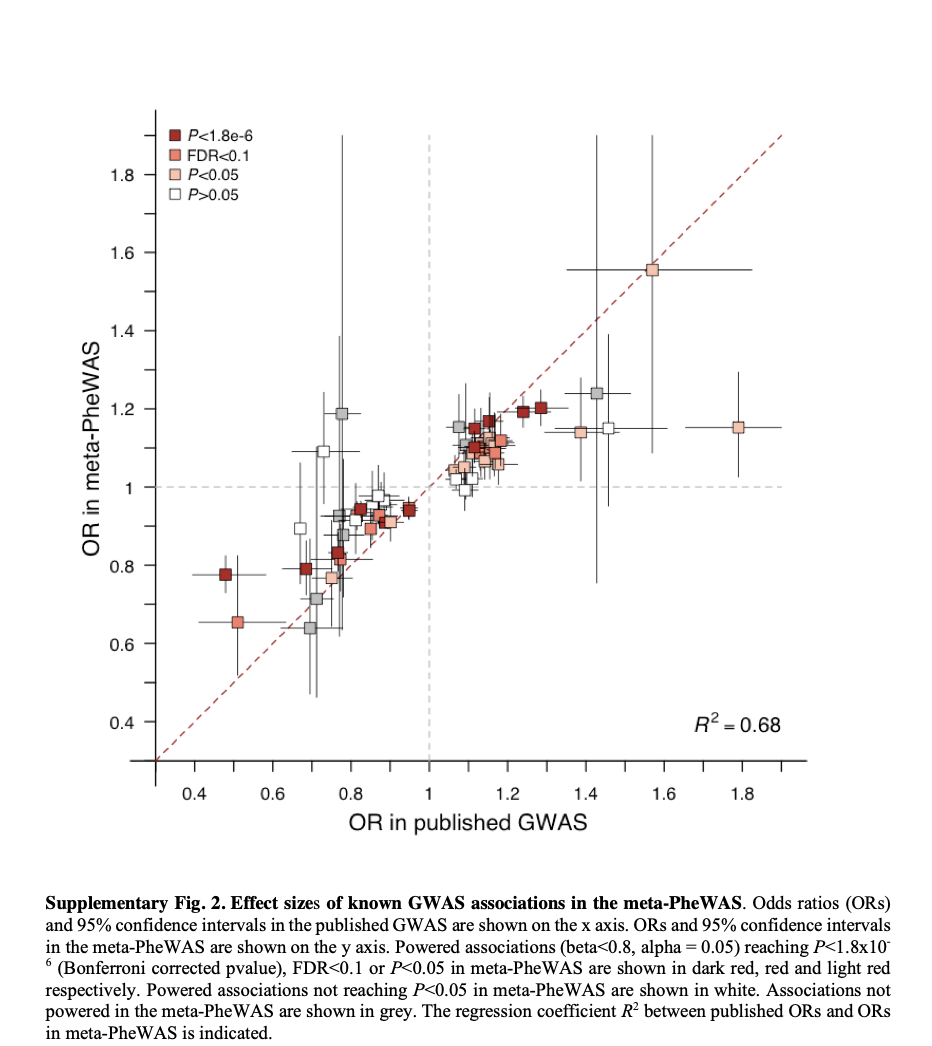 P<1.8e-6
FDR<0.1
P<0.05
P>0.05
1.8
1.6
1.4
1.2
1
0.8
0.6
0.4
OR in meta-PheWAS
R² = 0.68
0.4 0.6 0.8 1 1.2 1.4 1.6 1.8
OR in published GWAS
Supplementary Fig. 2. Effect sizes of known GWAS associations in the meta-PheWAS. Odds ratios (ORs)
and 95% confidence intervals in the published GWAS are shown on the x axis. ORs and 95% confidence intervals
in the meta-PheWAS are shown on the y axis. Powered associations (beta<0.8, alpha = 0.05) reaching P<1.8x10-
6 (Bonferroni corrected pvalue), FDR<0.1 or P<0.05 in meta-PheWAS are shown in dark red, red and light red
respectively. Powered associations not reaching P<0.05 in meta-PheWAS are shown in white. Associations not
powered in the meta-PheWAS are shown in grey. The regression coefficient R² between published ORs and ORs
in meta-PheWAS is indicated.